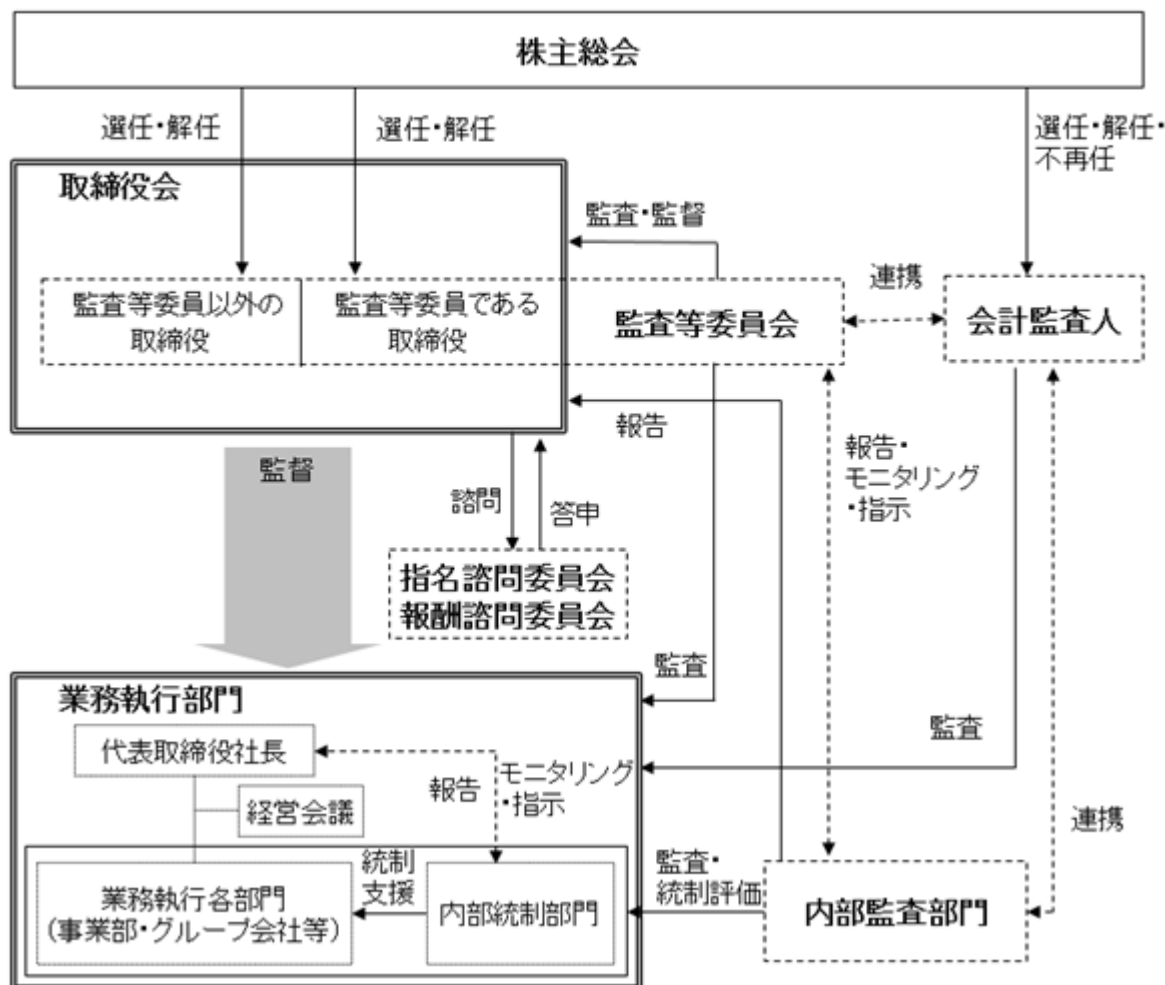 株主総会
選任・解任
選任・解任
選任・解任・
不再任
取締役会
監査・監督
連携
監査等委員以外の
取締役
監査等委員である
取締役
監査等委員会
会計監査人
報告
報告・
モニタリング
・指示
監督
諮問
答申
指名諮問委員会
報酬諮問委員会
監査
業務執行部門
監査
代表取締役社長
報告
モニタリング
・指示
経営会議
連携
統制
支援
監査・
統制評価
業務執行各部門
（事業部・グループ会社等）
内部統制部門
内部監査部門